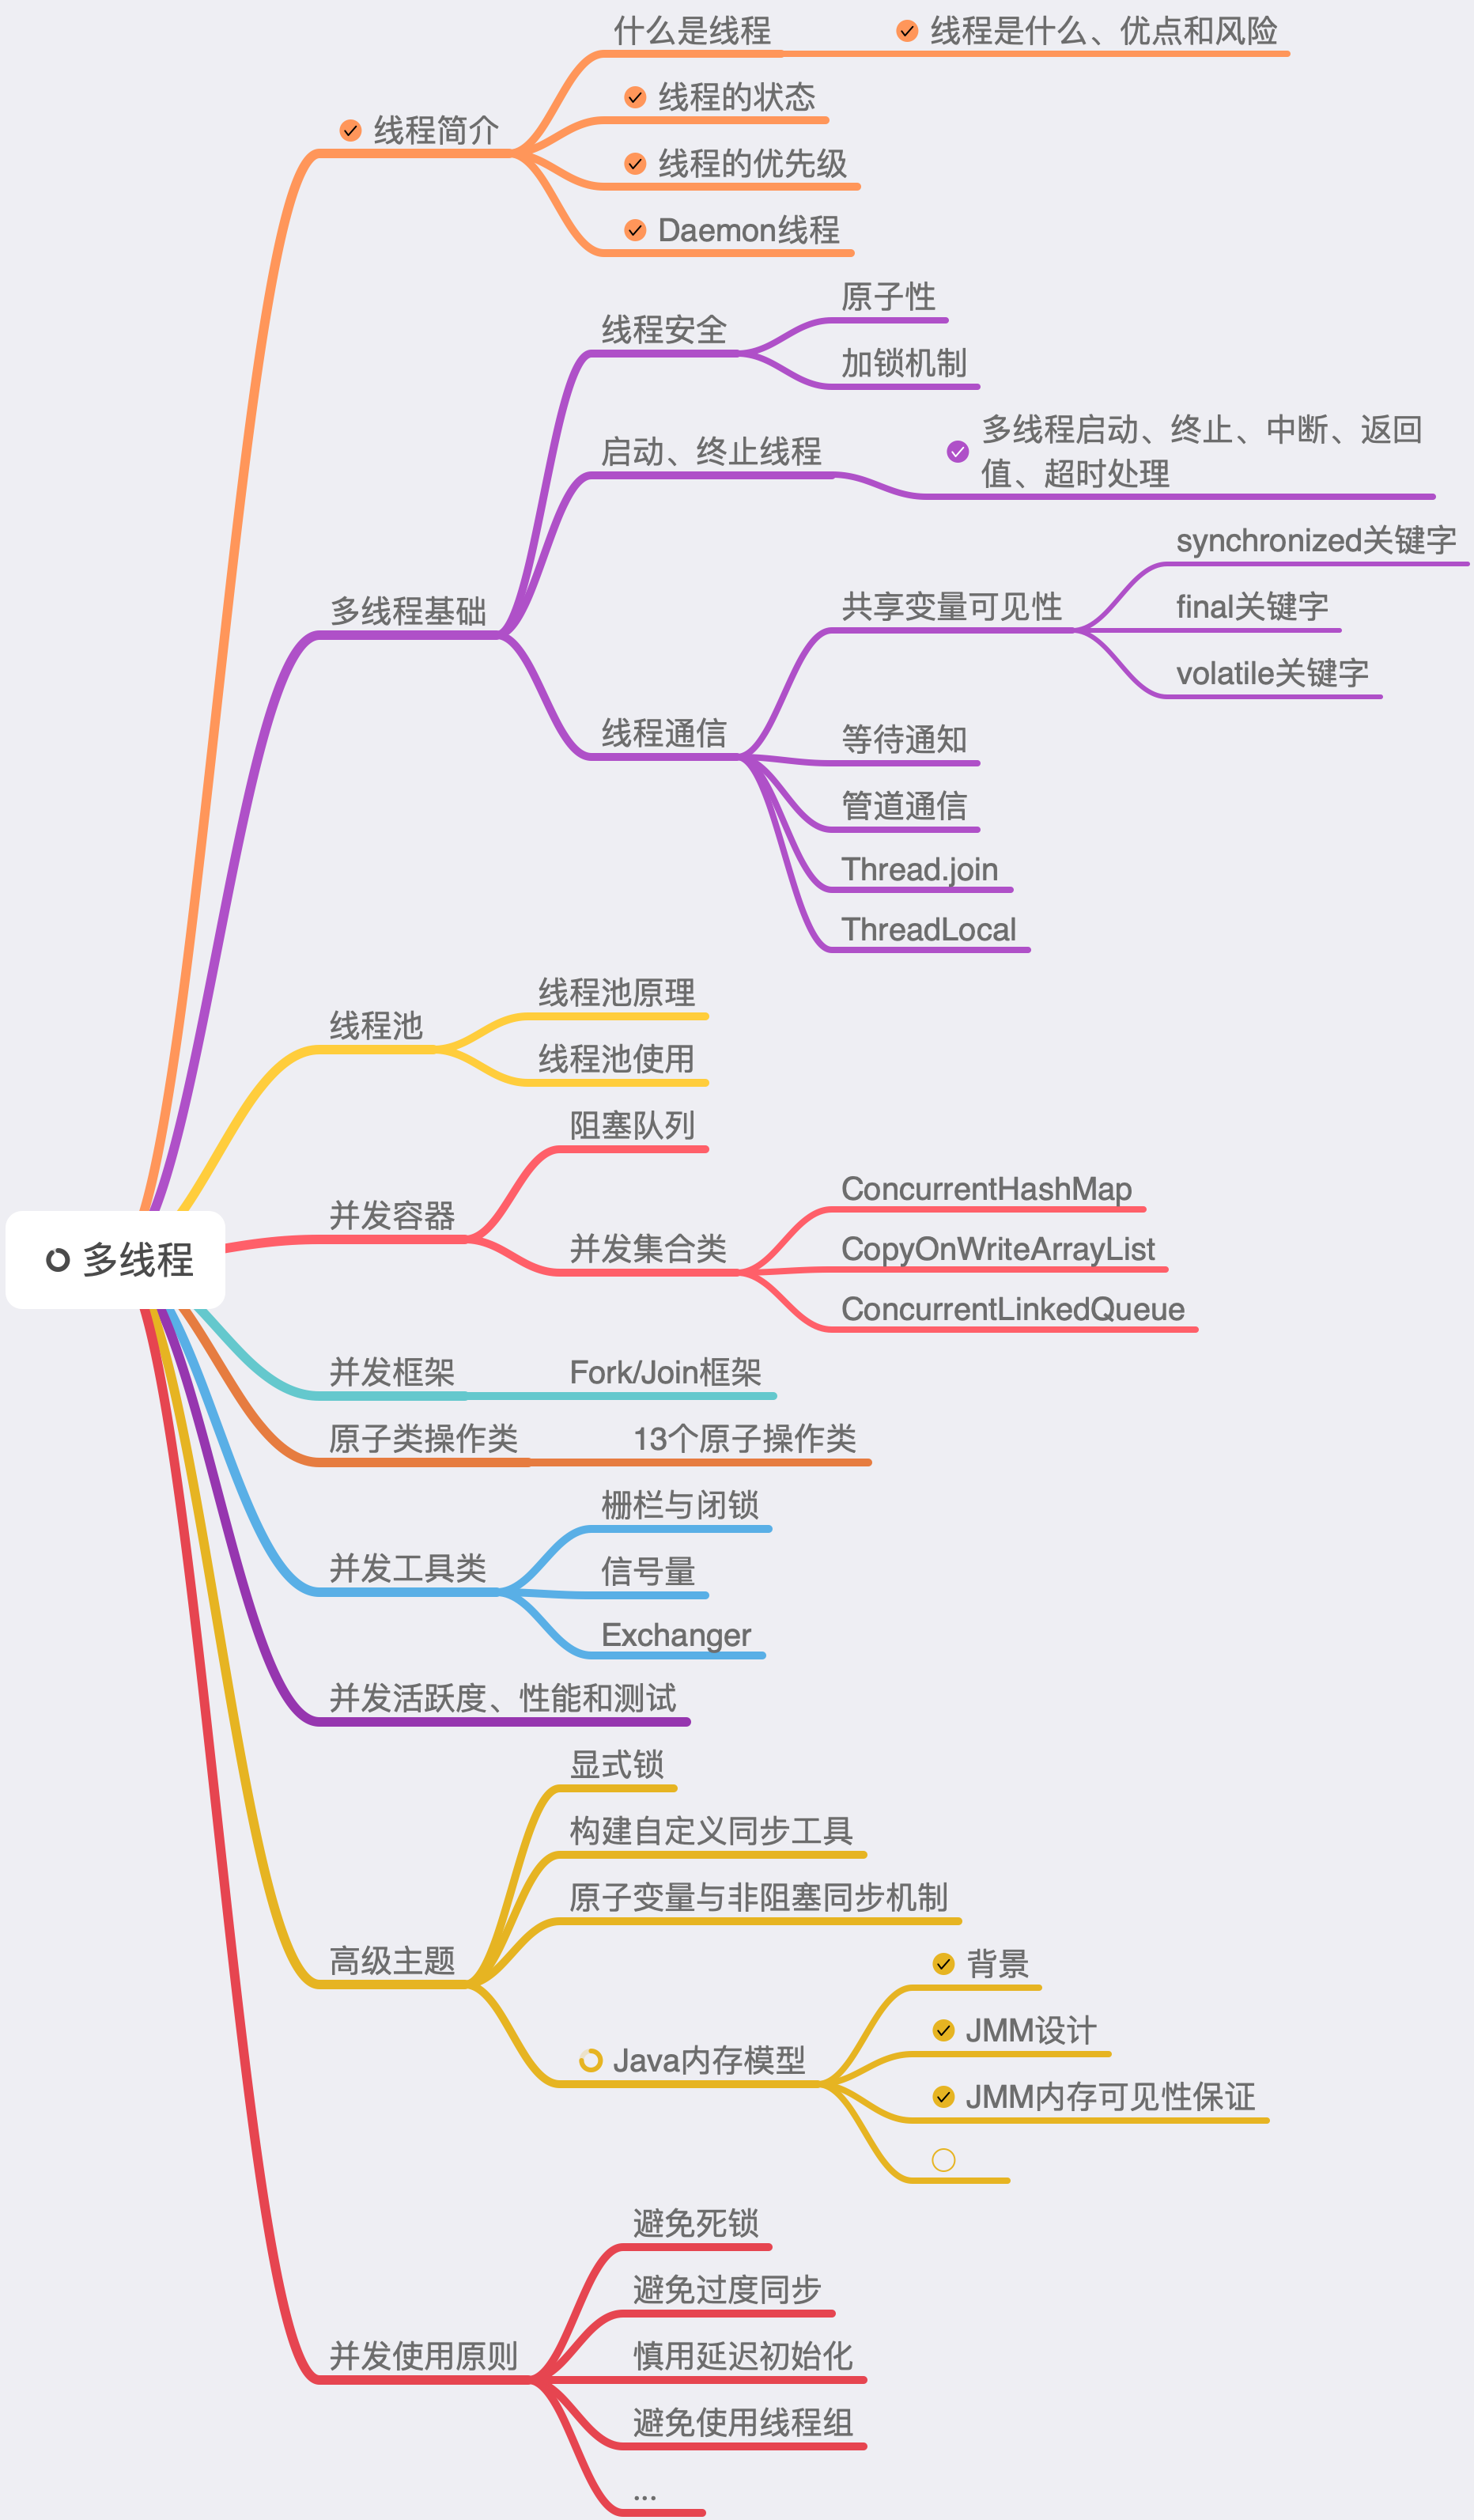 什么是线程
线程是什么、优点和风险
线程的状态
线程简介
线程的优先级
Daemon线程
原子性
线程安全
加锁机制
多线程启动、终止、中断、返回
启动、终止线程
值、超时处理
synchronized关键字
共享变量可见性
final关键字
多线程基础
volatile关键字
线程通信
等待通知
管道通信
Thread.join
ThreadLocal
线程池原理
线程池
线程池使用
阻塞队列
ConcurrentHashMap
并发容器
并发集合类
CopyOnWriteArrayList
多线程
ConcurrentLinkedQueue
并发框架
Fork/Join框架
原子类操作类
13个原子操作类
栅栏与闭锁
并发工具类
信号量
Exchanger
并发活跃度、性能和测试
显式锁
构建自定义同步工具
原子变量与非阻塞同步机制
高级主题
背景
JMM设计
Java内存模型
JMM内存可见性保证
避免死锁
避免过度同步
并发使用原则
慎用延迟初始化
避免使用线程组
...